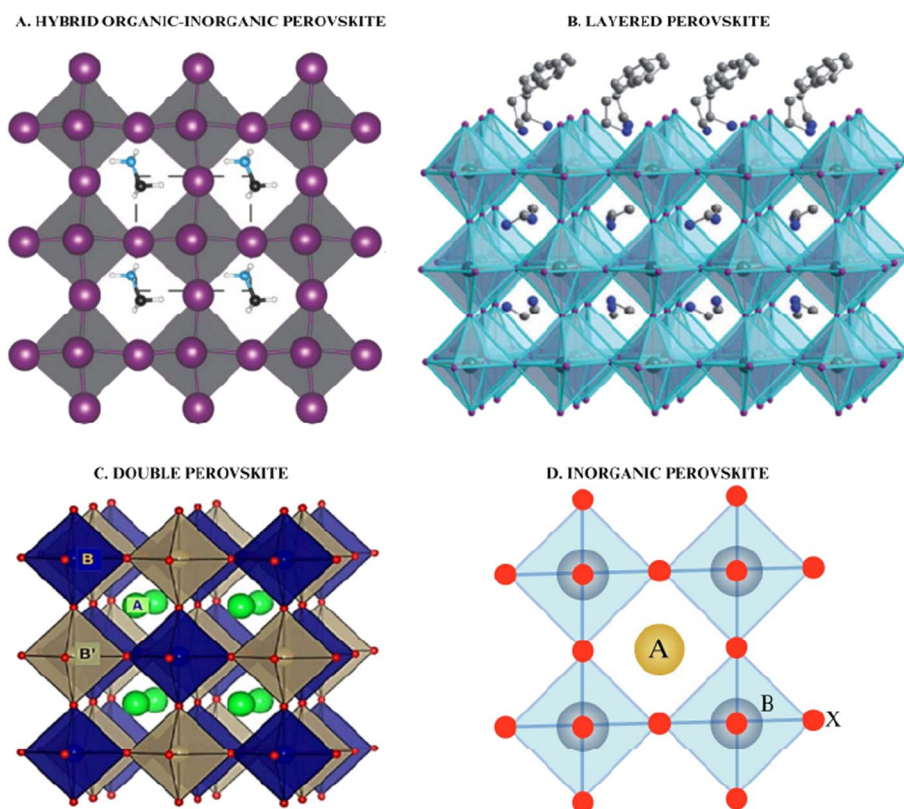 A. HYBRID ORGANIC-INORGANIC PEROVSKITE
B. LAYERED PEROVSKITE
C. DOUBLE PEROVSKITE
B
A
B'
D. INORGANIC PEROVSKITE
A
B
X